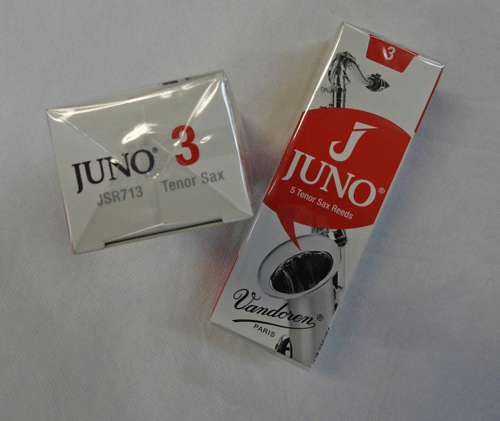 JUNO® 3
JSR713 Tenor Sax
3
J
JUNO®
5 Tenor Sax Reeds
Vandoren®
PARIS